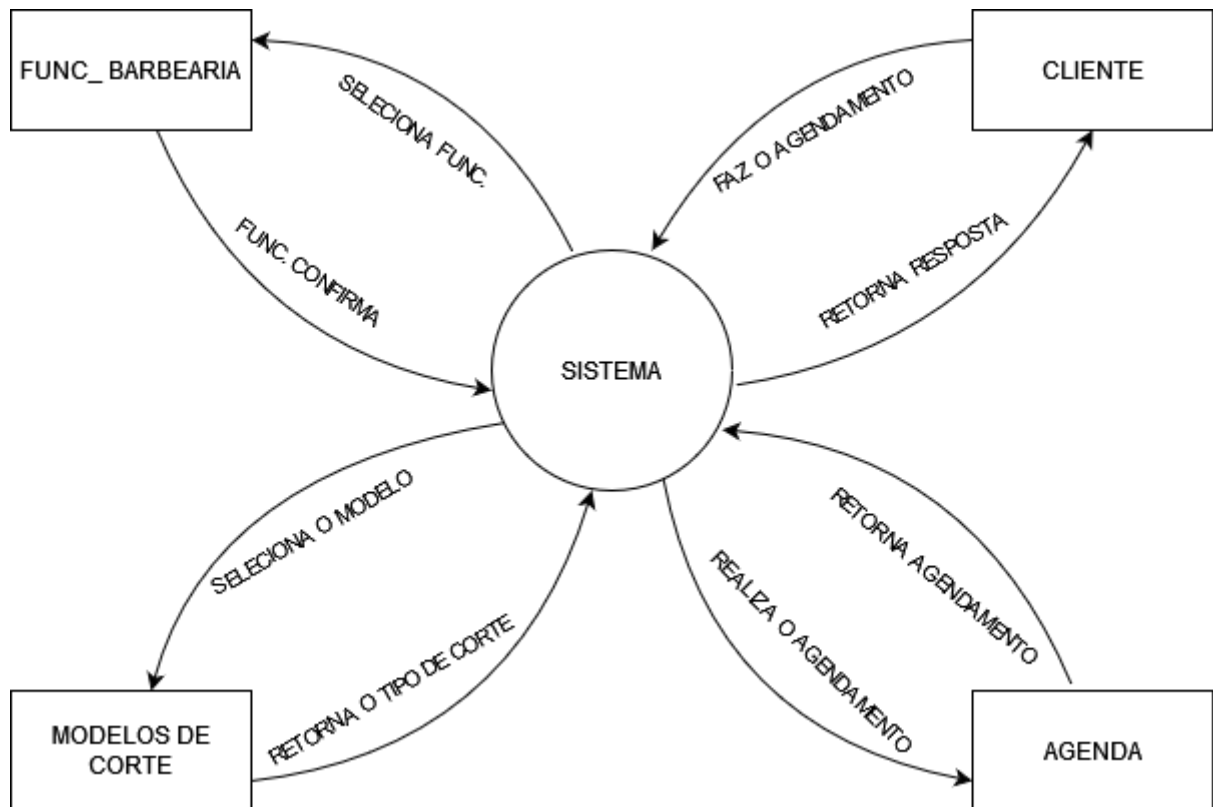 FUNC_ BARBEARIA
CLIENTE
SELECIONA FUNC.
FAZ O AGENDAMENTO
FUNC. CONFIRMA
RETORNA RESPOSTA
SISTEMA
SELECIONA O MODELO
RETORNA AGENDAMENTO
RETORNA O TIPO DE CORTE
REALIZA O AGENDAMENTO
MODELOS DE
CORTE
AGENDA